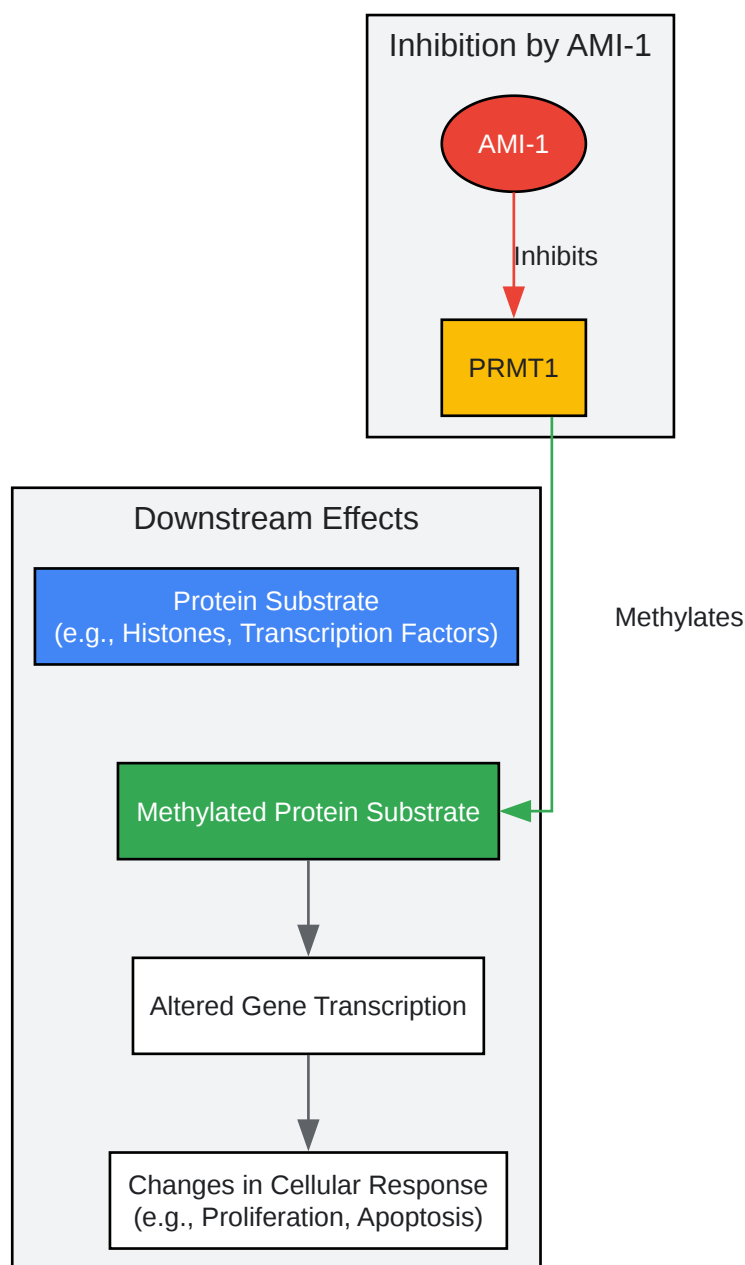 Inhibition by AMI-1
AMI-1
Inhibits
PRMT1
Downstream Effects
Protein Substrate
(e.g., Histones, Transcription Factors)
Methylates
Methylated Protein Substrate
Altered Gene Transcription
Changes in Cellular Response
(e.g., Proliferation, Apoptosis)